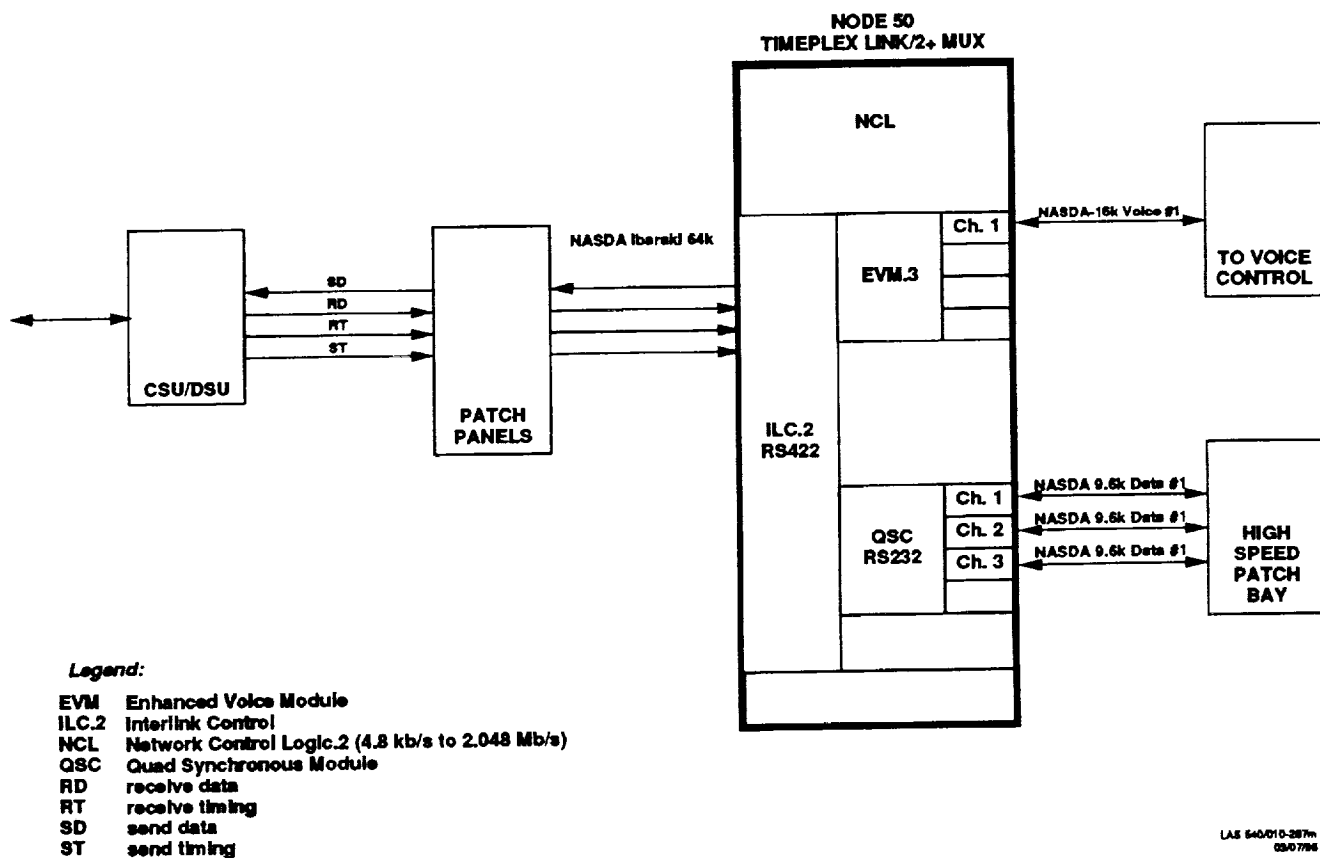 NODE 50
TIMEPLEX LINK/2+ MUX
NCL
NASDA-16k Voice #1
Ch. 1
EVM.3
TO VOICE
CONTROL
NASDA Ibaraki 64k
SD
RD
RT
ST
CSU/DSU
PATCH
PANELS
ILC.2
RS422
NASDA 9.6k Data #1
Ch. 1
NASDA 9.6k Data #1
Ch. 2
NASDA 9.6k Data #1
Ch. 3
QSC
RS232
HIGH
SPEED
PATCH
BAY
Legend:
EVM Enhanced Voice Module
ILC.2 Interlink Control
NCL Network Control Logic.2 (4.8 kb/s to 2.048 Mb/s)
QSC Quad Synchronous Module
RD receive data
RT receive timing
SD send data
ST send timing
LAS 540/010-287m